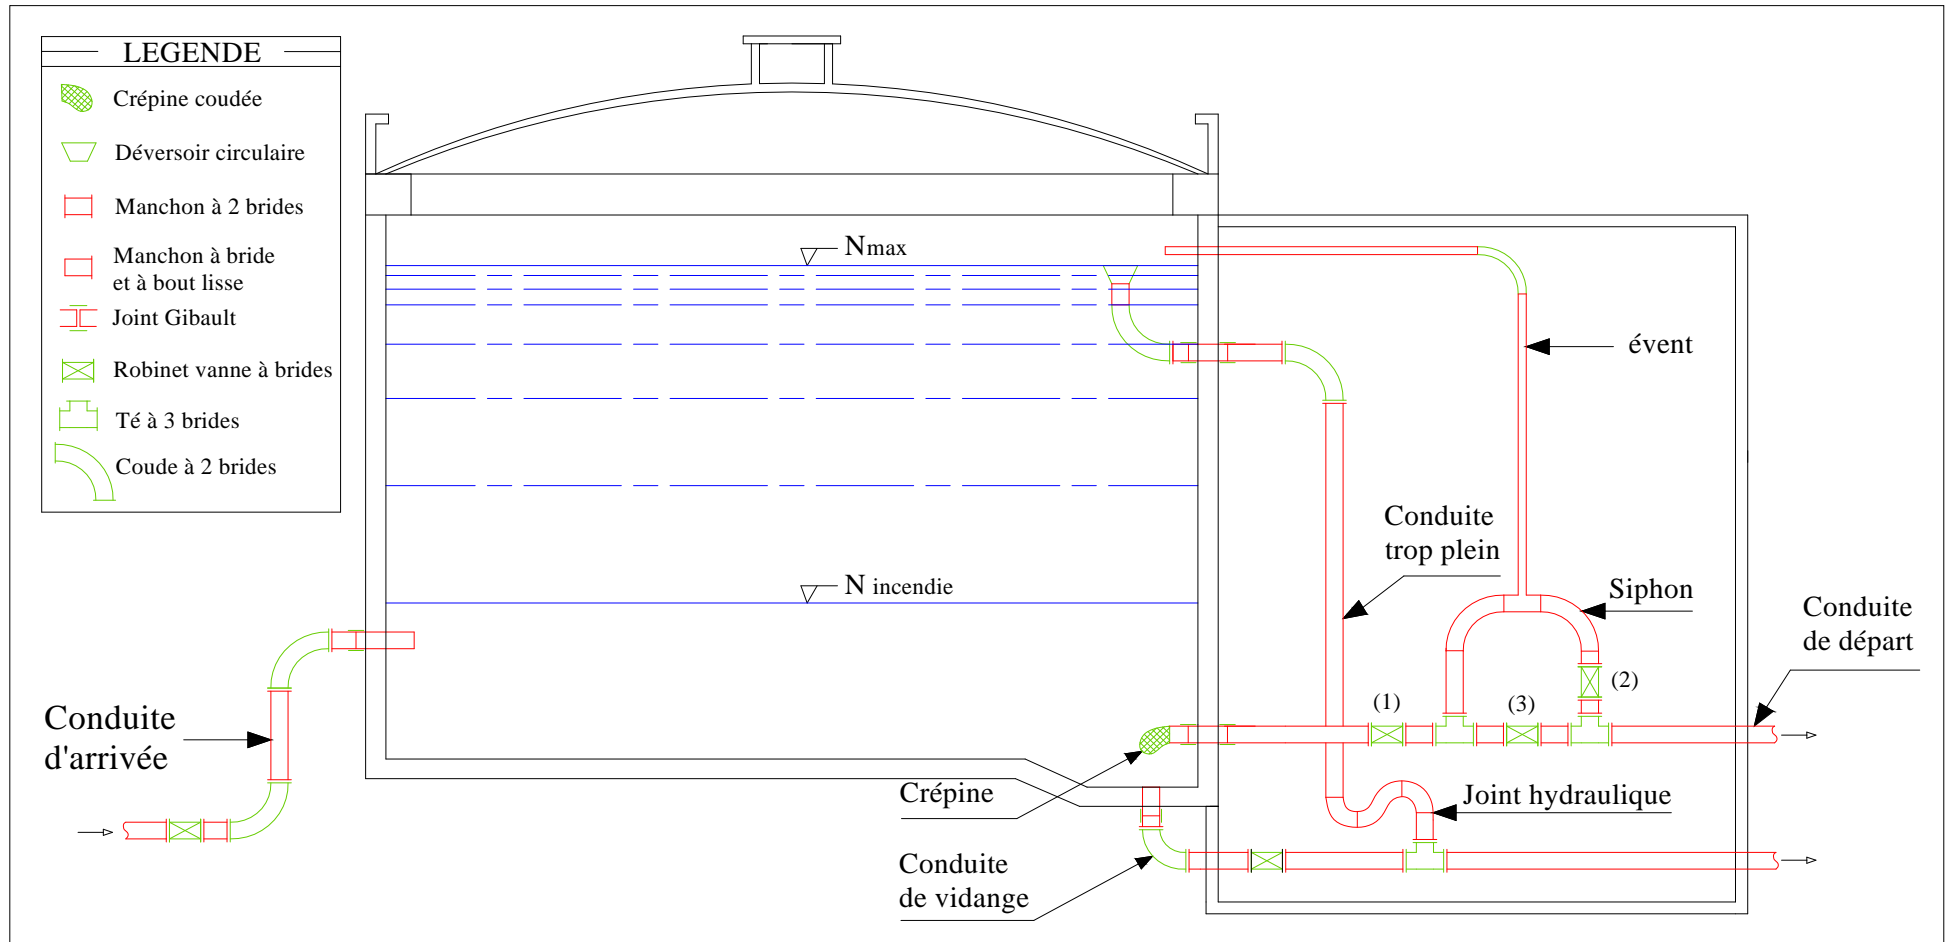 LEGENDE
Crépine coudée
Déversoir circulaire
Manchon à 2 brides
Manchon à bride
et à bout lisse
Joint Gibault
Robinet vanne à brides
Té à 3 brides
Coude à 2 brides
Nmax
évent
Conduite
trop plein
N incendie
Siphon
Conduite
de départ
(2)
(1)
(3)
Conduite
d'arrivée
Crépine
Joint hydraulique
Conduite
de vidange